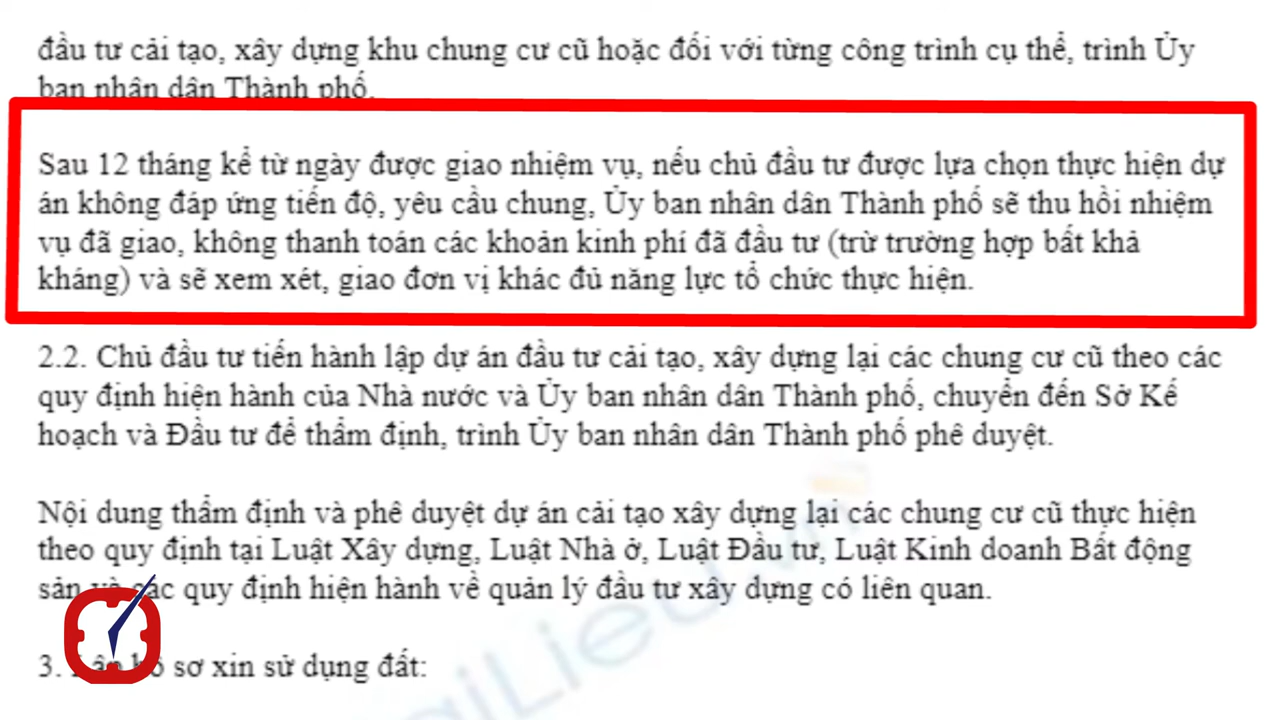 đầu tư cải tạo, xây dựng khu chung cư cũ hoặc đối với từng công trình cụ thể, trình Ủy
ban nhân dân Thành phố.
Sau 12 tháng kể từ ngày được giao nhiệm vụ, nếu chủ đầu tư được lựa chọn thực hiện dự
án không đáp ứng tiến độ, yêu cầu chung, Ủy ban nhân dân Thành phố sẽ thu hồi nhiệm
vụ đã giao, không thanh toán các khoản kinh phí đã đầu tư (trừ trường hợp bất khả
kháng) và sẽ xem xét, giao đơn vị khác đủ năng lực tổ chức thực hiện.
2.2. Chủ đầu tư tiến hành lập dự án đầu tư cải tạo, xây dựng lại các chung cư cũ theo các
quy định hiện hành của Nhà nước và Ủy ban nhân dân Thành phố, chuyển đến Sở Kế
hoạch và Đầu tư để thẩm định, trình Ủy ban nhân dân Thành phố phê duyệt.
Nội dung thẩm định và phê duyệt dự án cải tạo xây dựng lại các chung cư cũ thực hiện
theo quy định tại Luật Xây dựng, Luật Nhà ở, Luật Đầu tư, Luật Kinh doanh Bất động
sản và các quy định hiện hành về quản lý đầu tư xây dựng có liên quan.
3. sơ xin sử dụng đất: